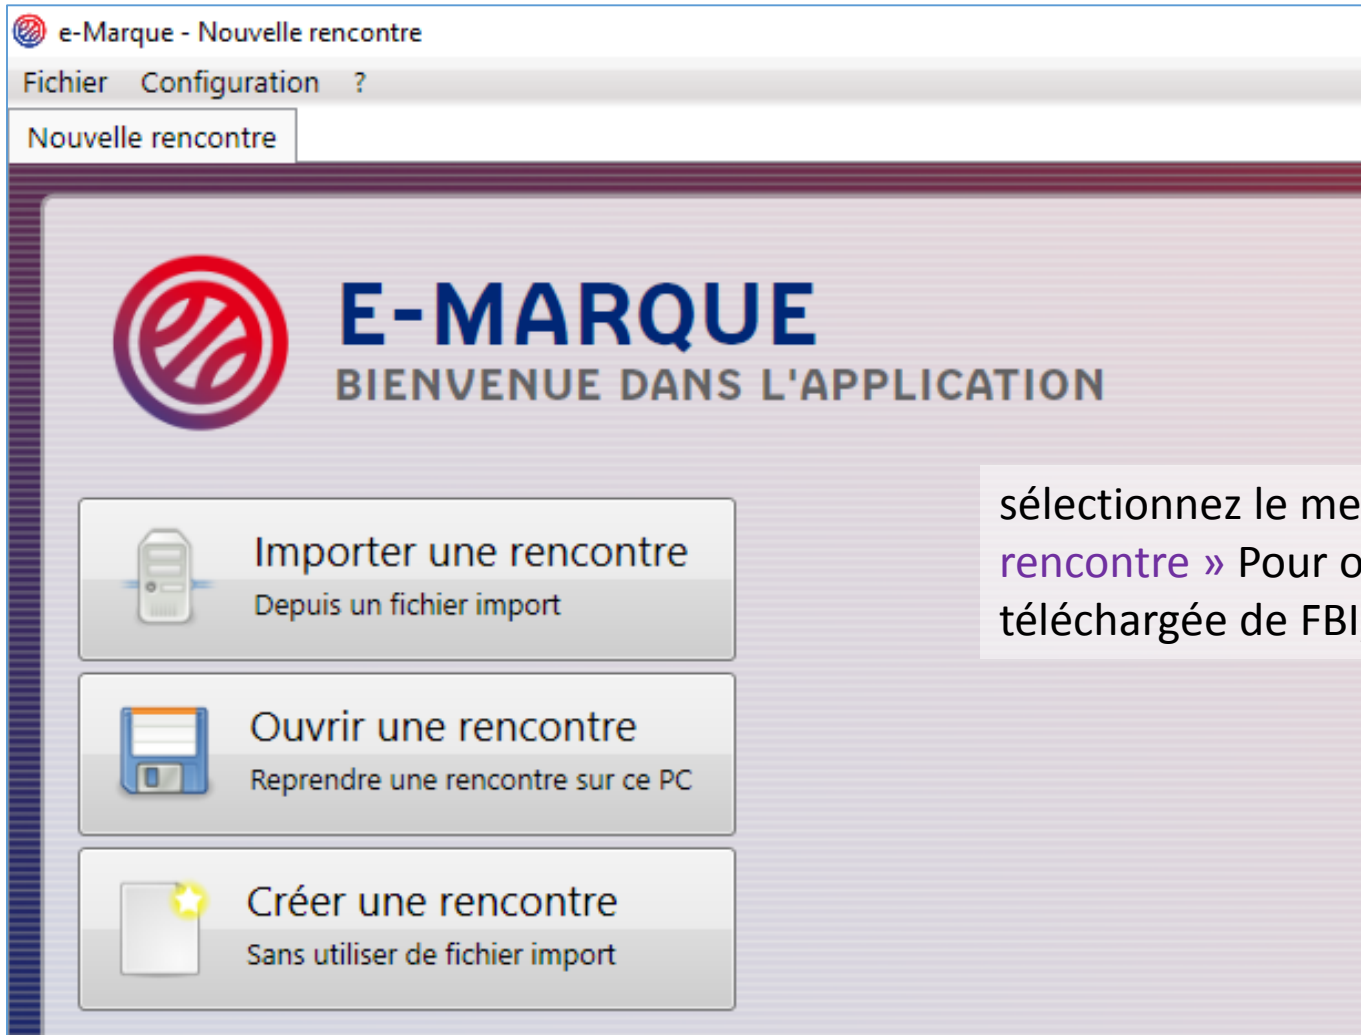 e-Marque - Nouvelle rencontre
Fichier Configuration ?
Nouvelle rencontre
E-MARQUE
BIENVENUE DANS L'APPLICATION
Importer une rencontre
Depuis un fichier import
Ouvrir une rencontre
Reprendre une rencontre sur ce PC
Créer une rencontre
Sans utiliser de fichier import
sélectionnez le me
rencontre » Pour o
téléchargée de FBI